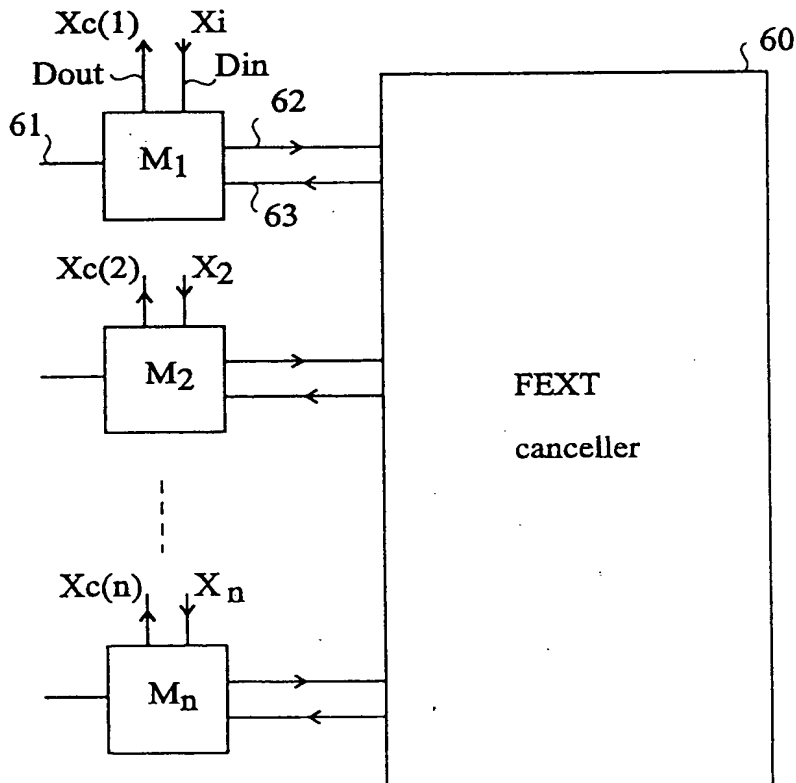 Xc(1) Xi
60
Dout Din
62
61
M1
63
Xc(2) X2
M2
FEXT
canceller
Xc(n) Xn
Mn